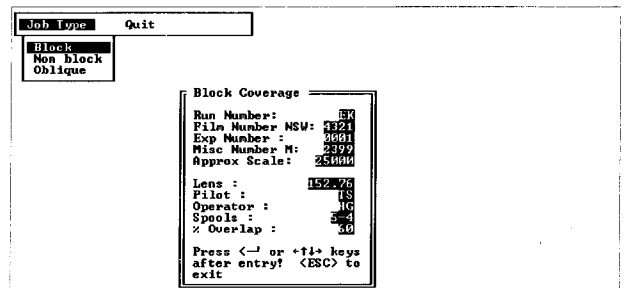 Job Type Quit
Block
Non block
Oblique
Block Coverage
Run Number: EK
Film Number NSW: 4321
Exp Number : 0001
Misc Number M: 2399
Approx Scale: 25000
Lens : 152.76
Pilot : TS
Operator : HG
Spools : 5-4
% Overlap : 60
Press <─┘ or ←↑↓→ keys
after entry! <ESC> to
exit